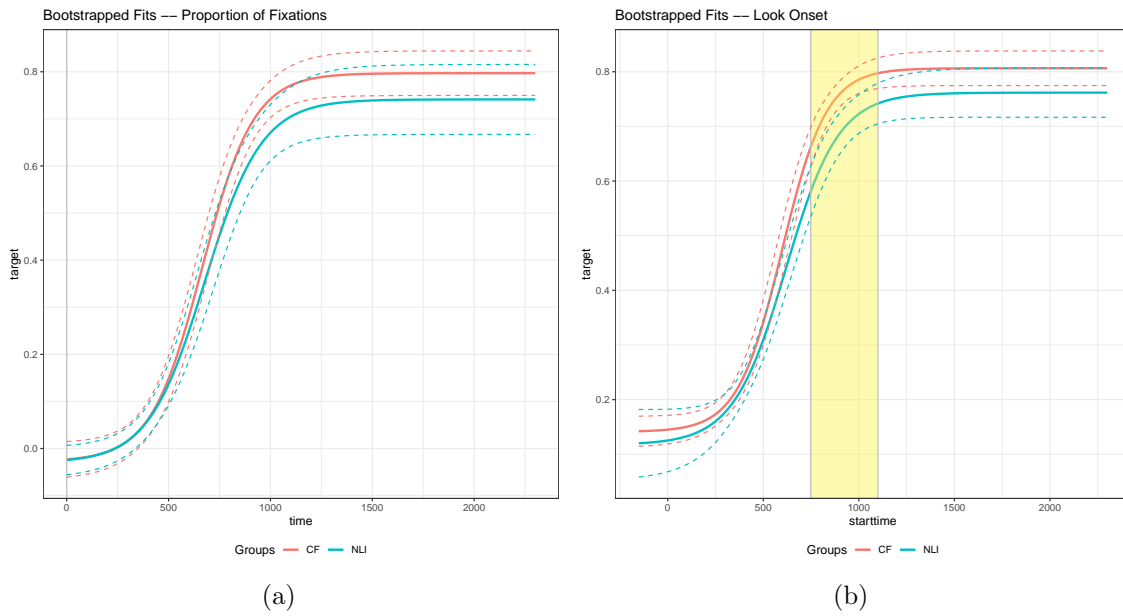 Bootstrapped Fits −− Proportion of Fixations
target
0.8
0.6
0.4
0.2
0.0
0 500 1000 1500 2000
time
Groups CF NLI
(a)
Bootstrapped Fits −− Look Onset
target
0.8
0.6
0.4
0.2
0 500 1000 1500 2000
starttime
Groups CF NLI
(b)